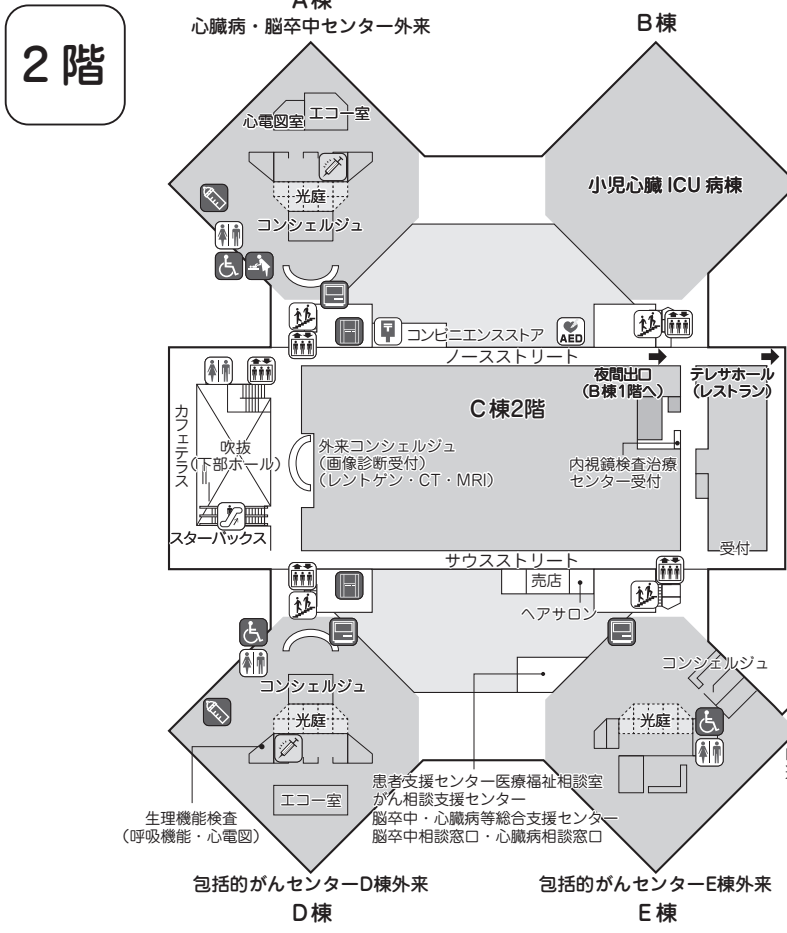 2階
A棟
心臓病・脳卒中センター外来
B棟
心電図室
エコー室
光庭
コンシェルジュ
小児心臓ICU病棟
コンビニエンスストア
AED
ノースストリート
夜間出口
(B棟1階へ)
テレサホール
(レストラン)
C棟2階
カフェテラス
吹抜
(下部ホール)
外来コンシェルジュ
(画像診断受付)
(レントゲン・CT・MRI)
内視鏡検査治療
センター受付
スターバックス
受付
サウスストリート
売店
ヘアサロン
コンシェルジュ
コンシェルジュ
光庭
光庭
エコー室
生理機能検査
(呼吸機能・心電図)
患者支援センター医療福祉相談室
がん相談支援センター
脳卒中・心臓病等総合支援センター
脳卒中相談窓口・心臓病相談窓口
包括的がんセンターD棟外来
D棟
包括的がんセンターE棟外来
E棟